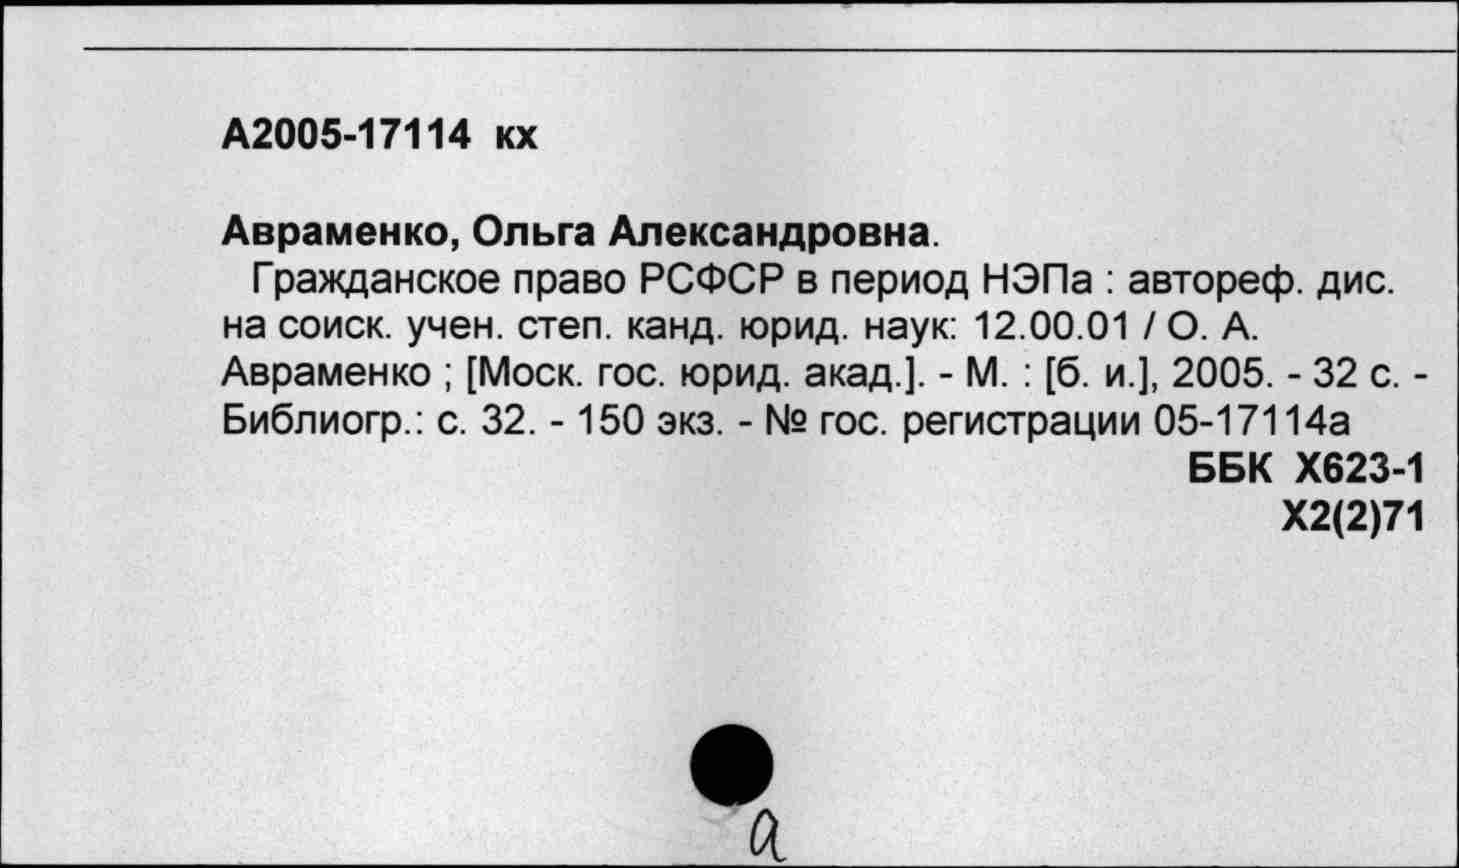 А2005-17114 кх
Авраменко, Ольга Александровна.
Гражданское право РСФСР в период НЭПа : автореф. дис.
на соиск. учен. степ. канд. юрид. наук: 12.00.01 / О. А.
Авраменко ; [Моск. гос. юрид. акад.]. - М. : [б. и.], 2005. - 32 с. -
Библиогр.: с. 32. - 150 экз. - № гос. регистрации 05-17114а
ББК Х623-1
Х2(2)71
а